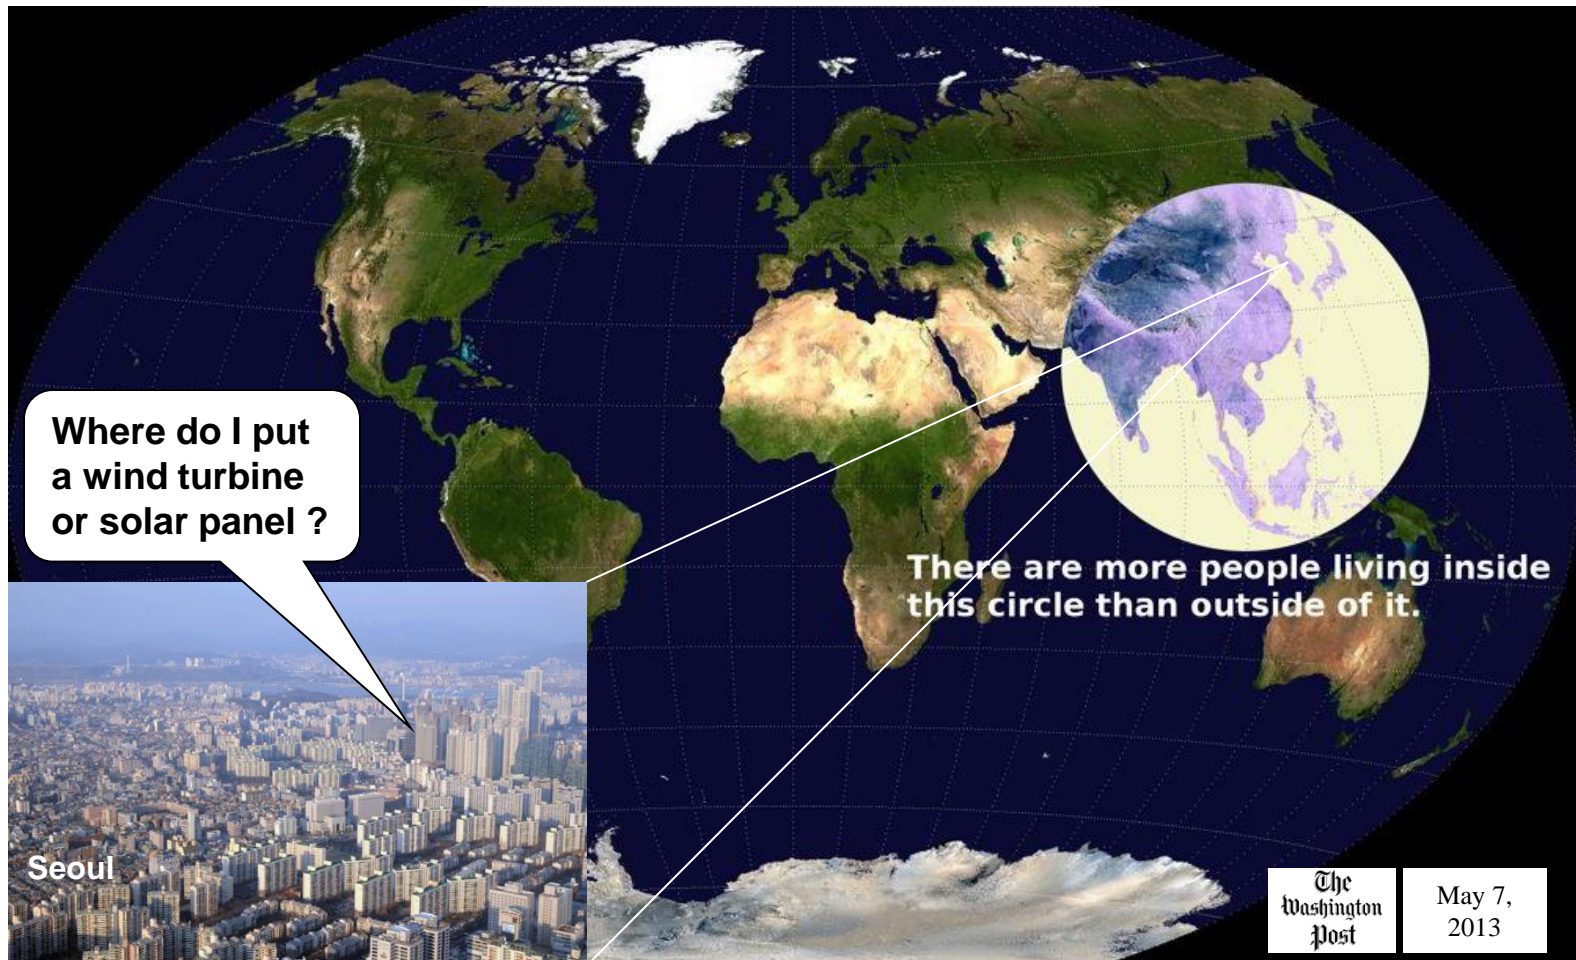 Where do I put
a wind turbine
or solar panel ?
There are more people living inside
this circle than outside of it.
Seoul
The
Washington
Post
May 7,
2013